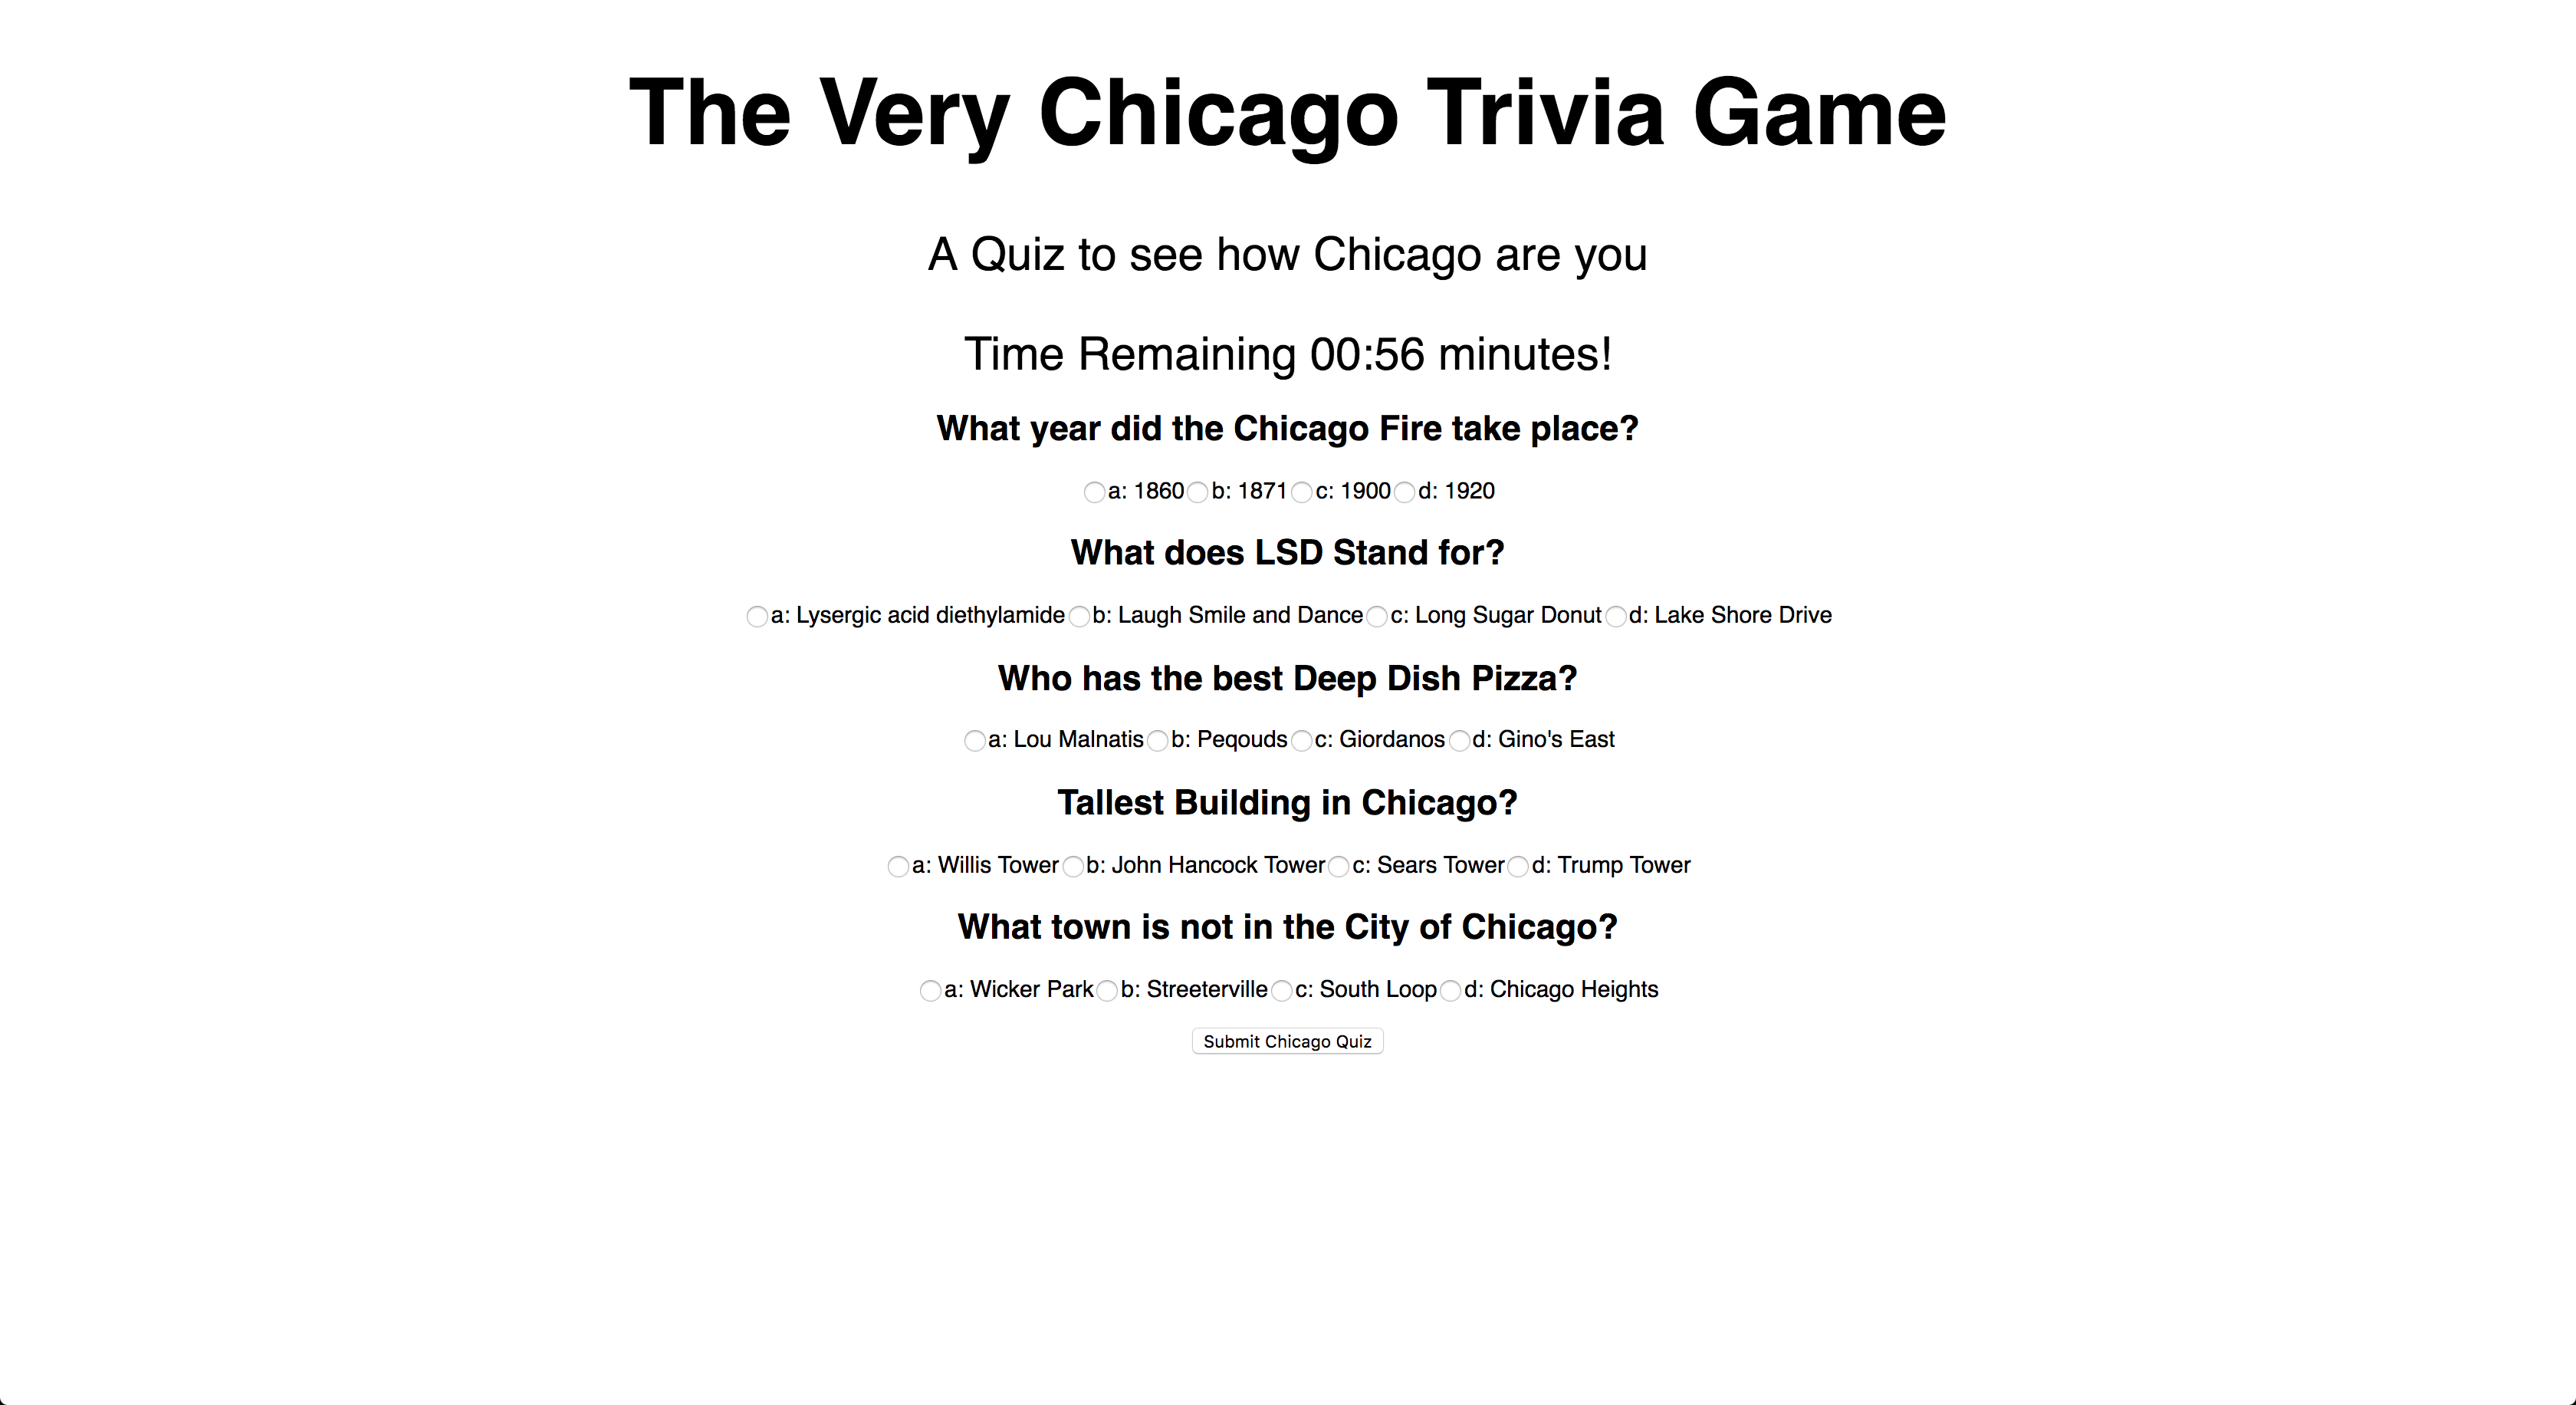 The Very Chicago Trivia Game
A Quiz to see how Chicago are you
Time Remaining 00:56 minutes!
What year did the Chicago Fire take place?
a: 1860 b: 1871 c: 1900 d: 1920
What does LSD Stand for?
a: Lysergic acid diethylamide b: Laugh Smile and Dance c: Long Sugar Donut d: Lake Shore Drive
Who has the best Deep Dish Pizza?
a: Lou Malnatis b: Peqouds c: Giordanos d: Gino's East
Tallest Building in Chicago?
a: Willis Tower b: John Hancock Tower c: Sears Tower d: Trump Tower
What town is not in the City of Chicago?
a: Wicker Park b: Streeterville c: South Loop d: Chicago Heights
Submit Chicago Quiz